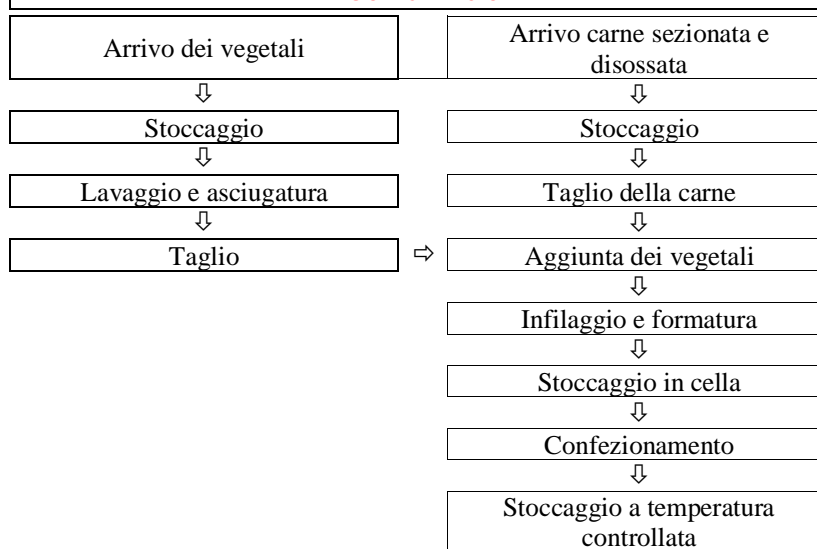 Arrivo dei vegetali
Arrivo carne sezionata e
disossata
Stoccaggio
Stoccaggio
Lavaggio e asciugatura
Taglio della carne
Taglio
Aggiunta dei vegetali
Infilaggio e formatura
Stoccaggio in cella
Confezionamento
Stoccaggio a temperatura
controllata